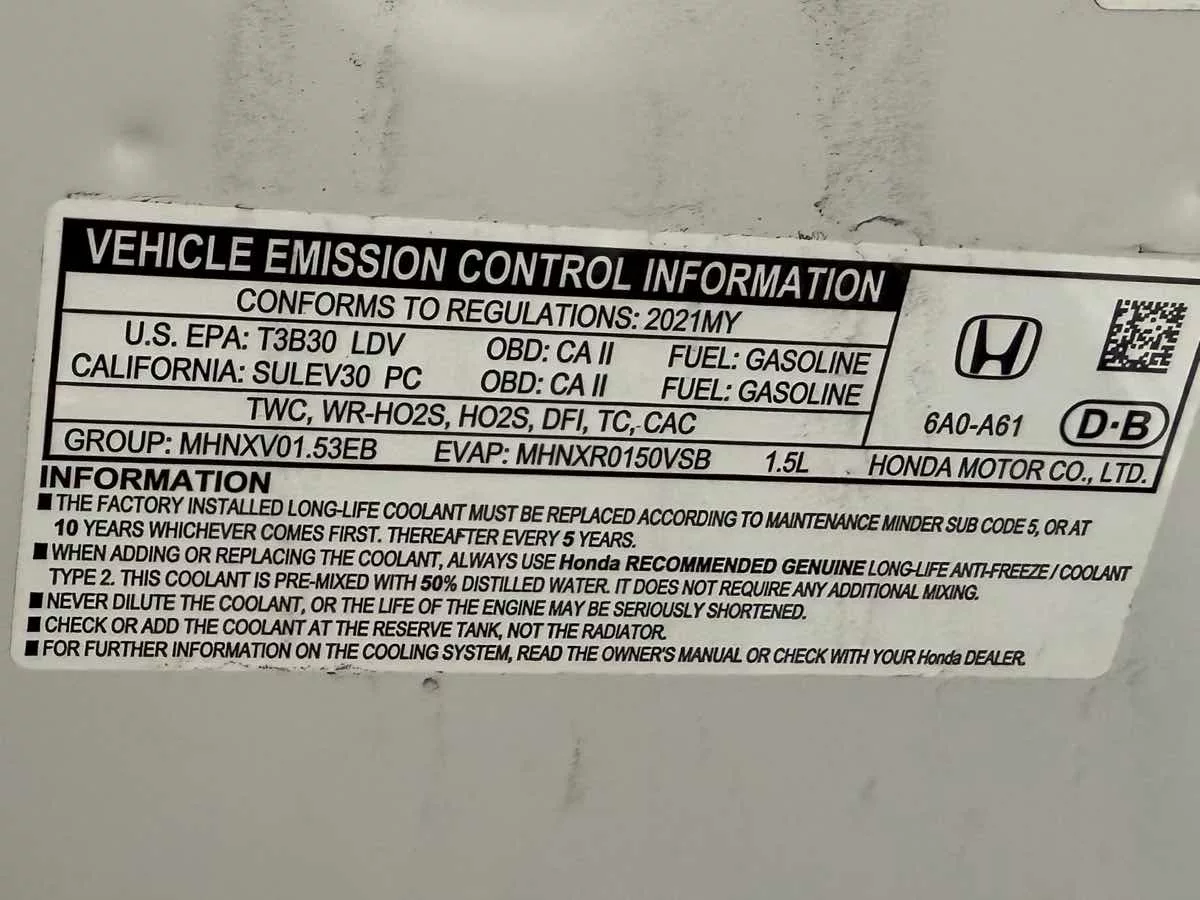 VEHICLE EMISSION CONTROL INFORMATION
CONFORMS TO REGULATIONS: 2021MY
U.S. EPA: T3B30 LDV OBD: CA II FUEL: GASOLINE
CALIFORNIA: SULEV30 PC OBD: CA II FUEL: GASOLINE
TWC, WR-HO2S, HO2S, DFI, TC, CAC
6A0-A61 D·B
GROUP: MHNXV01.53EB EVAP: MHNXR0150VSB 1.5L HONDA MOTOR CO., LTD.
INFORMATION
■ THE FACTORY INSTALLED LONG-LIFE COOLANT MUST BE REPLACED ACCORDING TO MAINTENANCE MINDER SUB CODE 5, OR AT
10 YEARS WHICHEVER COMES FIRST. THEREAFTER EVERY 5 YEARS.
■ WHEN ADDING OR REPLACING THE COOLANT, ALWAYS USE Honda RECOMMENDED GENUINE LONG-LIFE ANTI-FREEZE / COOLANT
TYPE 2. THIS COOLANT IS PRE-MIXED WITH 50% DISTILLED WATER. IT DOES NOT REQUIRE ANY ADDITIONAL MIXING.
■ NEVER DILUTE THE COOLANT, OR THE LIFE OF THE ENGINE MAY BE SERIOUSLY SHORTENED.
■ CHECK OR ADD THE COOLANT AT THE RESERVE TANK, NOT THE RADIATOR.
■ FOR FURTHER INFORMATION ON THE COOLING SYSTEM, READ THE OWNER'S MANUAL OR CHECK WITH YOUR Honda DEALER.